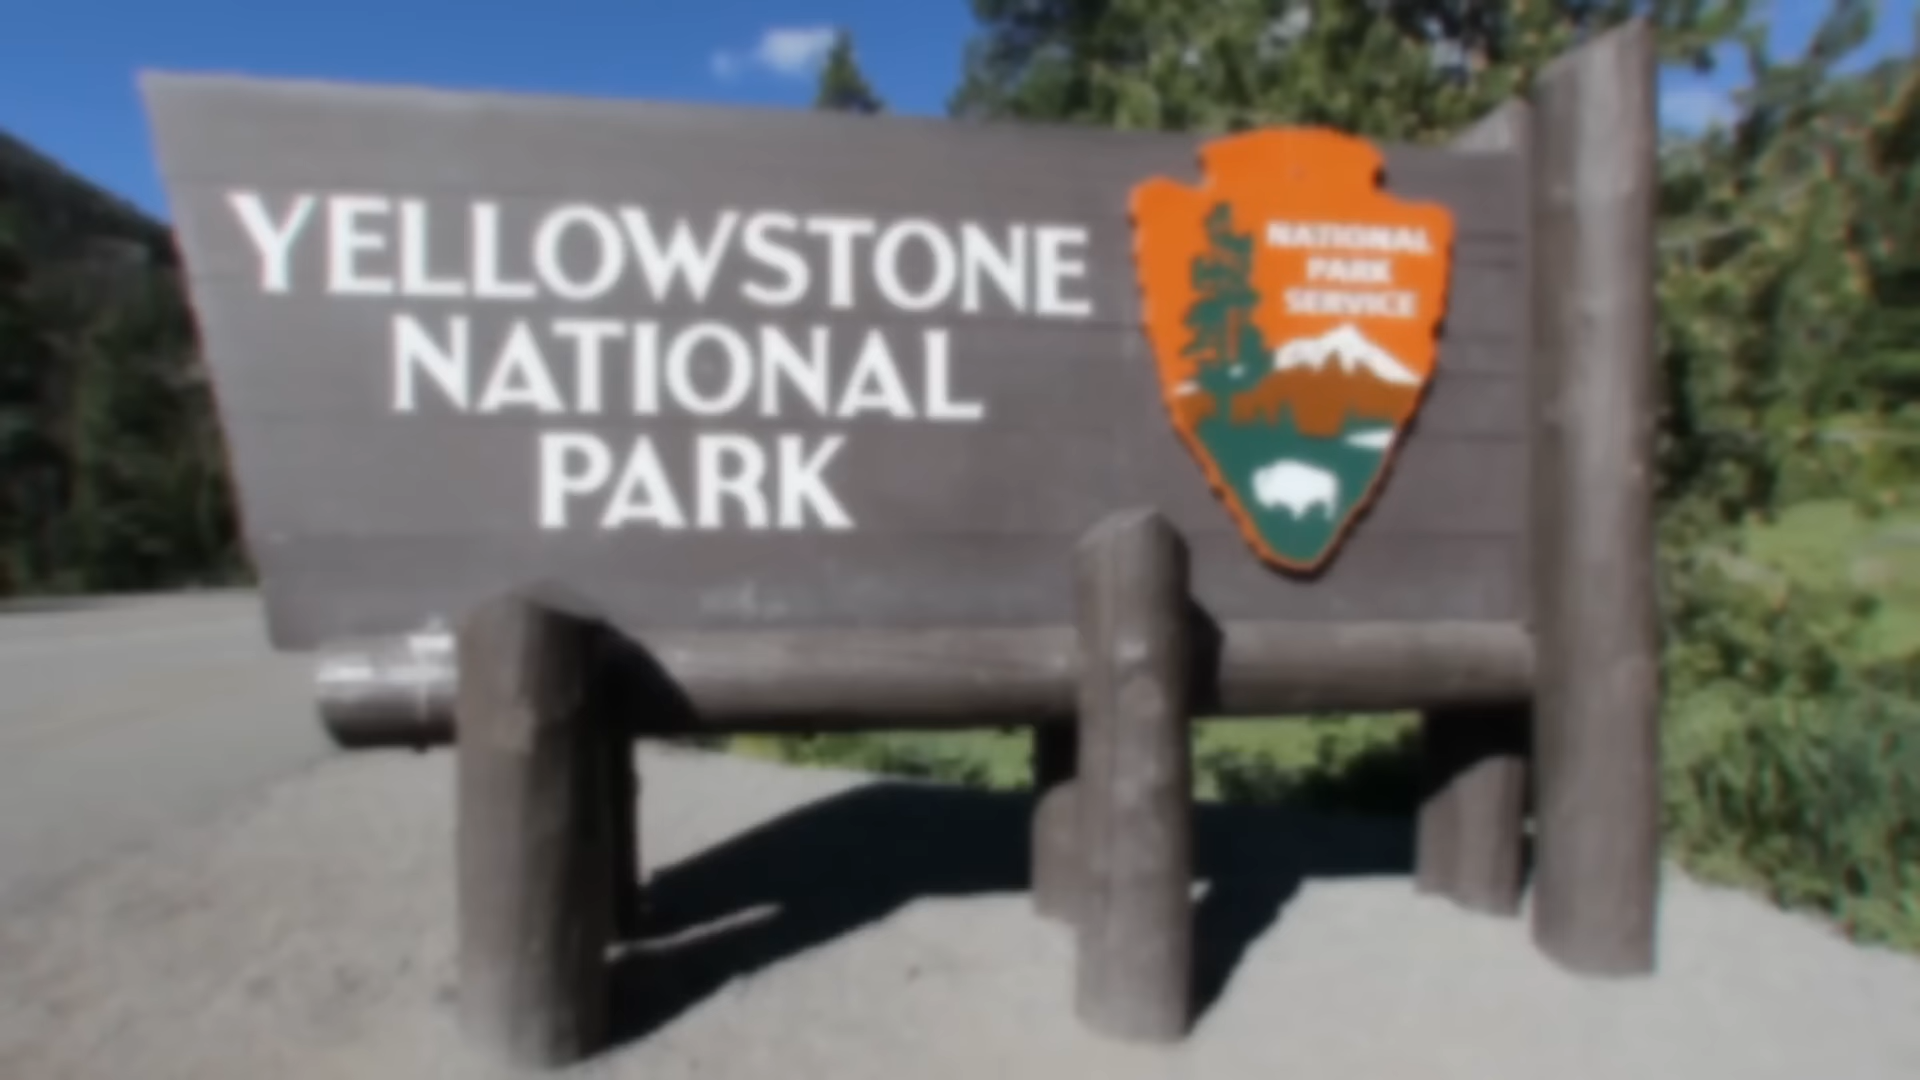 YELLOWSTONE
NATIONAL
PARK
NATIONAL
PARK
SERVICE